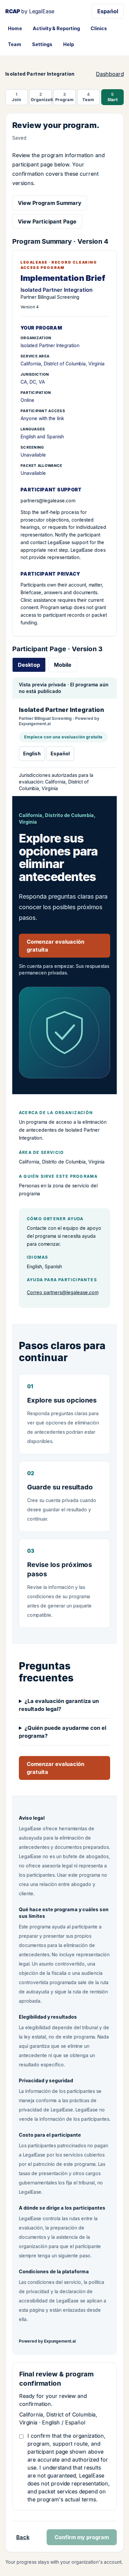 RCAP by LegalEase
Español
Home
Activity & Reporting
Clinics
Team
Settings
Help
Isolated Partner Integration
Dashboard
1
Join
2
Organization
3
Program
4
Team
5
Start
Review your program.
Saved
Review the program information and
participant page below. Your
confirmation covers these current
versions.
View Program Summary
View Participant Page
Program Summary · Version 4
LEGALEASE · RECORD CLEARING
ACCESS PROGRAM
Implementation Brief
Isolated Partner Integration
Partner Bilingual Screening
Version 4
YOUR PROGRAM
ORGANIZATION
Isolated Partner Integration
SERVICE AREA
California, District of Columbia, Virginia
JURISDICTION
CA, DC, VA
PARTICIPATION
Online
PARTICIPANT ACCESS
Anyone with the link
LANGUAGES
English and Spanish
SCREENING
Unavailable
PACKET ALLOWANCE
Unavailable
PARTICIPANT SUPPORT
partners@legalease.com
Stop the self-help process for
prosecutor objections, contested
hearings, or requests for individualized
representation. Notify the participant
and contact LegalEase support for the
appropriate next step. LegalEase does
not provide representation.
PARTICIPANT PRIVACY
Participants own their account, matter,
Briefcase, answers and documents.
Clinic assistance requires their current
consent. Program setup does not grant
access to participant records or packet
funding.
Participant Page · Version 3
Desktop
Mobile
Vista previa privada · El programa aún
no está publicado
Isolated Partner Integration
Partner Bilingual Screening · Powered by
Expungement.ai
Empiece con una evaluación gratuita
English
Español
Jurisdicciones autorizadas para la
evaluación: California, District of
Columbia, Virginia
California, Distrito de Columbia,
Virginia
Explore sus
opciones para
eliminar
antecedentes
Responda preguntas claras para
conocer los posibles próximos
pasos.
Comenzar evaluación
gratuita
Sin cuenta para empezar. Sus respuestas
permanecen privadas.
ACERCA DE LA ORGANIZACIÓN
Un programa de acceso a la eliminación
de antecedentes de Isolated Partner
Integration.
ÁREA DE SERVICIO
California, Distrito de Columbia, Virginia
A QUIÉN SIRVE ESTE PROGRAMA
Personas en la zona de servicio del
programa
CÓMO OBTENER AYUDA
Contacte con el equipo de apoyo
del programa si necesita ayuda
para comenzar.
IDIOMAS
English, Spanish
AYUDA PARA PARTICIPANTES
Correo partners@legalease.com
Pasos claros para
continuar
01
Explore sus opciones
Responda preguntas claras para
ver qué opciones de eliminación
de antecedentes podrían estar
disponibles.
02
Guarde su resultado
Cree su cuenta privada cuando
desee guardar el resultado y
continuar.
03
Revise los próximos
pasos
Revise la información y las
condiciones de su programa
antes de generar un paquete
compatible.
Preguntas
frecuentes
¿La evaluación garantiza un
resultado legal?
¿Quién puede ayudarme con el
programa?
Comenzar evaluación
gratuita
Aviso legal
LegalEase ofrece herramientas de
autoayuda para la eliminación de
antecedentes y de documentos preparados.
LegalEase no es un bufete de abogados, no
ofrece asesoría legal ni representa a
los participantes. Usar este programa no
crea una relación entre abogado y
cliente.
Qué hace este programa y cuáles son
sus límites
Este programa ayuda al participante a
preparar y presentar sus propios
documentos para la eliminación de
antecedentes. No incluye representación
legal. Un asunto controvertido, una
objeción de la fiscalía o una audiencia
controvertida programada sale de la ruta
de autoayuda y sigue la ruta de remisión
aprobada.
Elegibilidad y resultados
La elegibilidad depende del tribunal y de
la ley estatal, no de este programa. Nada
garantiza que se elimine un
antecedente ni que se obtenga un
resultado específico.
Privacidad y seguridad
La información de los participantes se
maneja conforme a las prácticas de
privacidad de LegalEase. LegalEase no
vende la información de los participantes.
Costo para el participante
Los participantes patrocinados no pagan
a LegalEase por los servicios cubiertos
por el patrocinio de este programa. Las
tasas de presentación y otros cargos
gubernamentales los fija el tribunal, no
LegalEase.
A dónde se dirige a los participantes
LegalEase controla las rutas entre la
evaluación, la preparación de
documentos y la asistencia de la
organización para que el participante
siempre tenga un siguiente paso.
Condiciones de la plataforma
Las condiciones del servicio, la política
de privacidad y la declaración de
accesibilidad de LegalEase se aplican a
esta página y están enlazadas desde
ella.
Powered by Expungement.ai
Final review & program
confirmation
Ready for your review and
confirmation.
California, District of Columbia,
Virginia · English / Español
I confirm that the organization,
program, support route, and
participant page shown above
are accurate and authorized for
use. I understand that results
are not guaranteed, LegalEase
does not provide representation,
and packet services depend on
the program's actual terms.
Back
Confirm my program
Your progress stays with your organization's account.